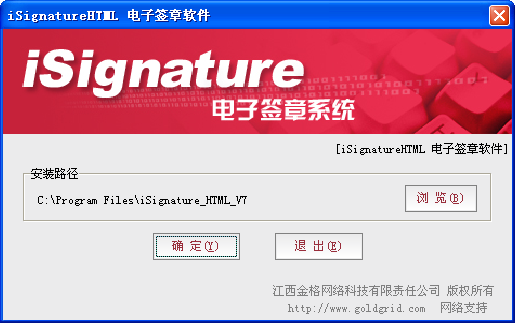 iSignatureHTML 电子签章软件
iSignature
电子签章系统
[iSignatureHTML 电子签章软件]
安装路径
C:\Program Files\iSignature_HTML_V7
浏 览(B)
确 定(Y)
退 出(E)
江西金格网络科技有限责任公司 版权所有
http://www.goldgrid.com 网络支持